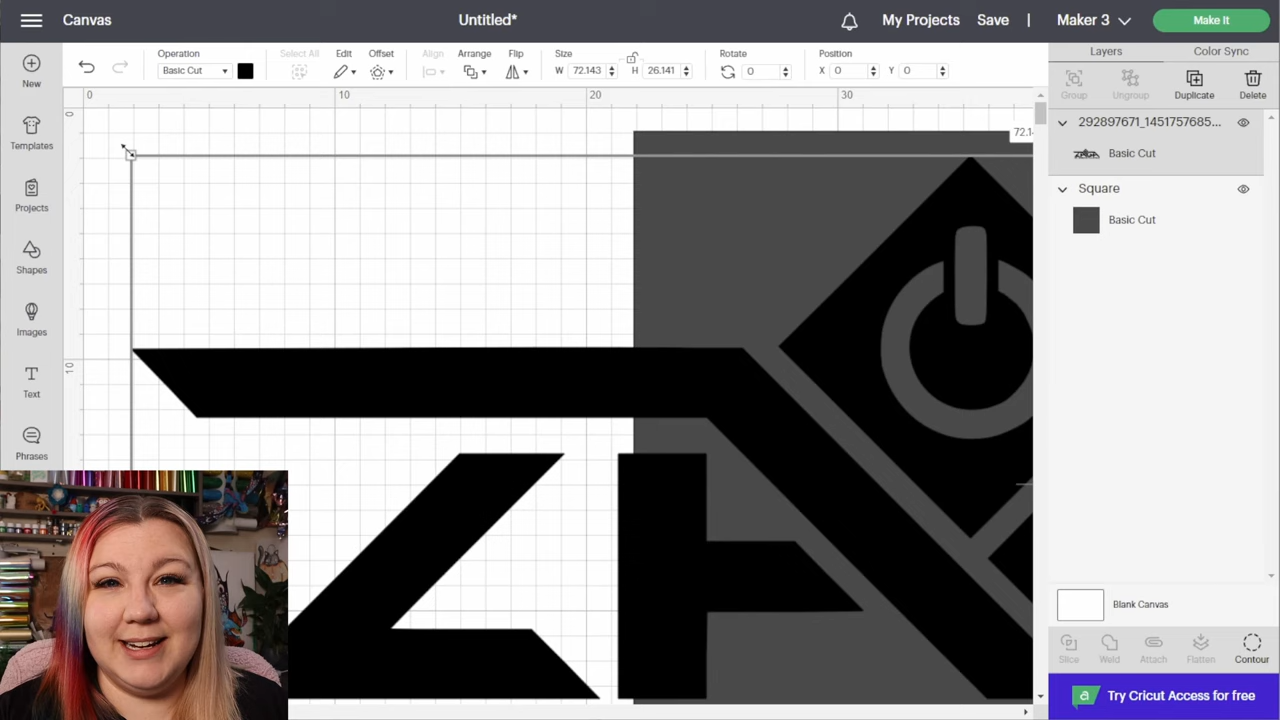 Canvas
Untitled*
My Projects
Save
|
Maker 3
Make It
Operation
Basic Cut
Select All
Edit
Offset
Align
Arrange
Flip
Size
W 72.143
H 26.141
Rotate
0
Position
X 0
Y 0
Layers
Color Sync
Group
Ungroup
Duplicate
Delete
New
Templates
Projects
Shapes
Images
Text
Phrases
0
10
20
30
0
10
72.1
292897671_1451757685...
Basic Cut
Square
Basic Cut
Blank Canvas
Slice
Weld
Attach
Flatten
Contour
a Try Cricut Access for free